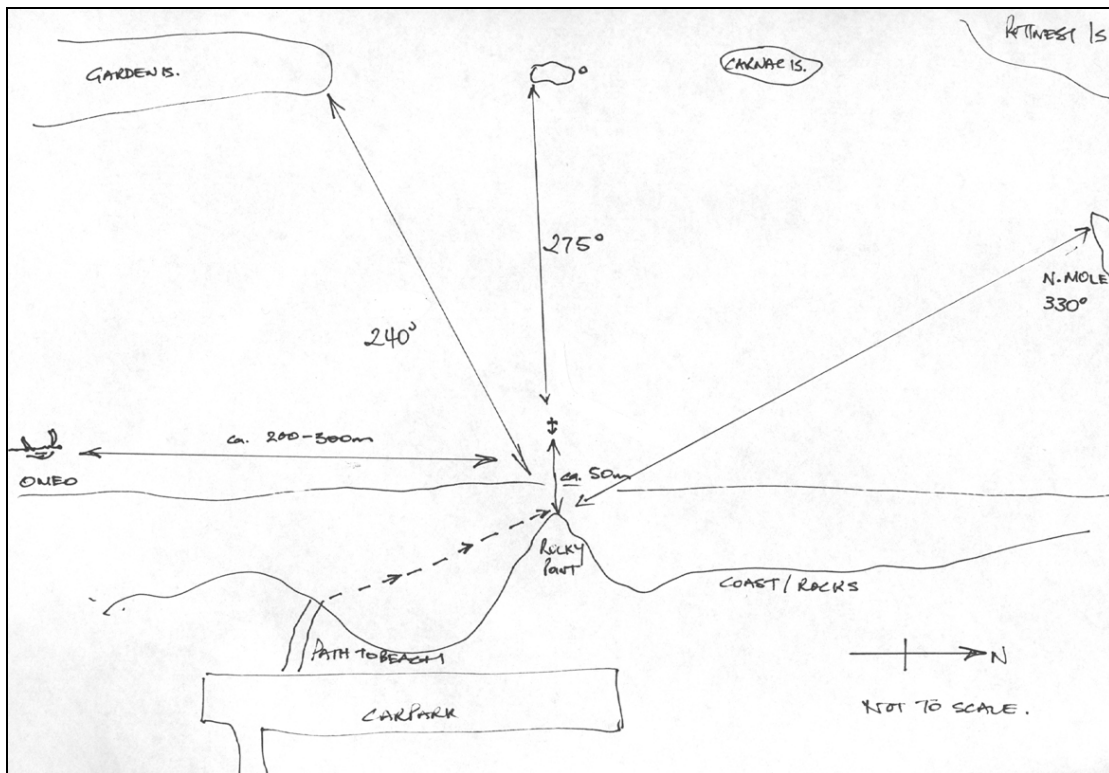 ROTTNEST IS
GARDEN IS.
CARNAC IS.
275°
N. MOLE
330°
240°
ca. 200-300m
OMEO
ca. 50m
ROCKY
POINT
COAST/ROCKS
PATH TO BEACH
N
CARPARK
NOT TO SCALE.